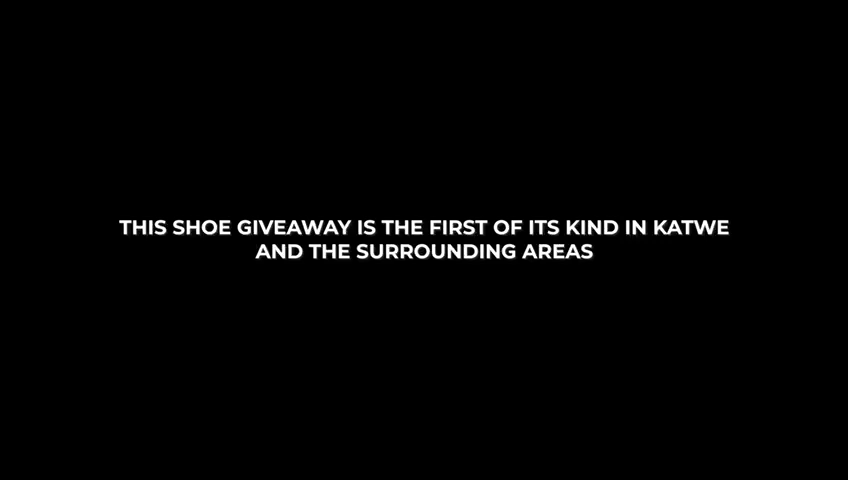 THIS SHOE GIVEAWAY IS THE FIRST OF ITS KIND IN KATWE
AND THE SURROUNDING AREAS